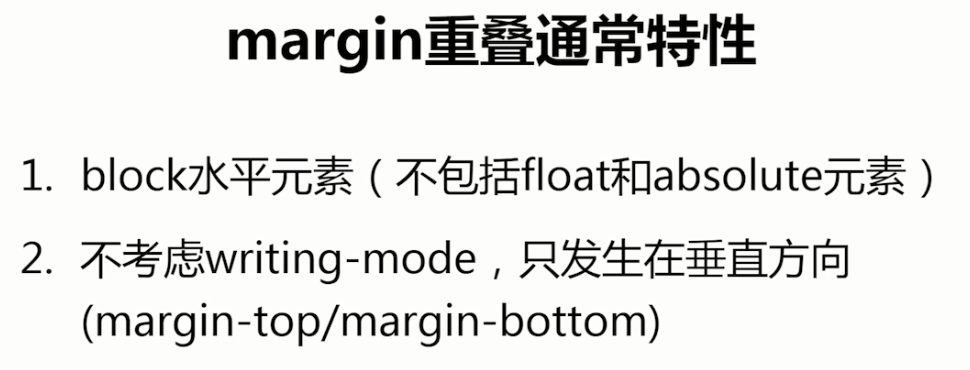 margin重叠通常特性
1. block水平元素（不包括float和absolute元素）
2. 不考虑writing-mode，只发生在垂直方向
(margin-top/margin-bottom)